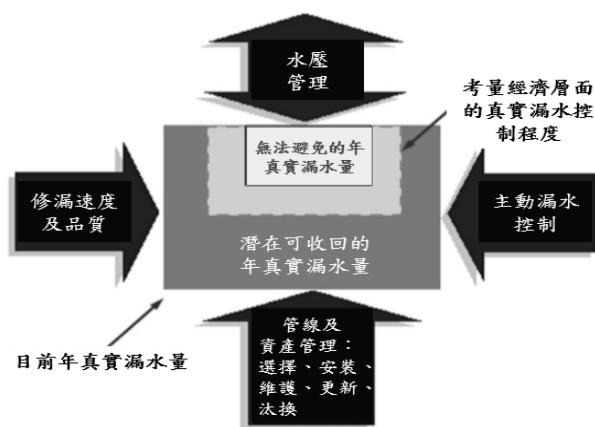 水壓
管理
考量經濟層面
的真實漏水控
制程度
無法避免的年
真實漏水量
修漏速度
及品質
主動漏水
控制
潛在可收回的
年真實漏水量
目前年真實漏水量
管線及
資產管理：
選擇、安裝、
維護、更新、
汰換